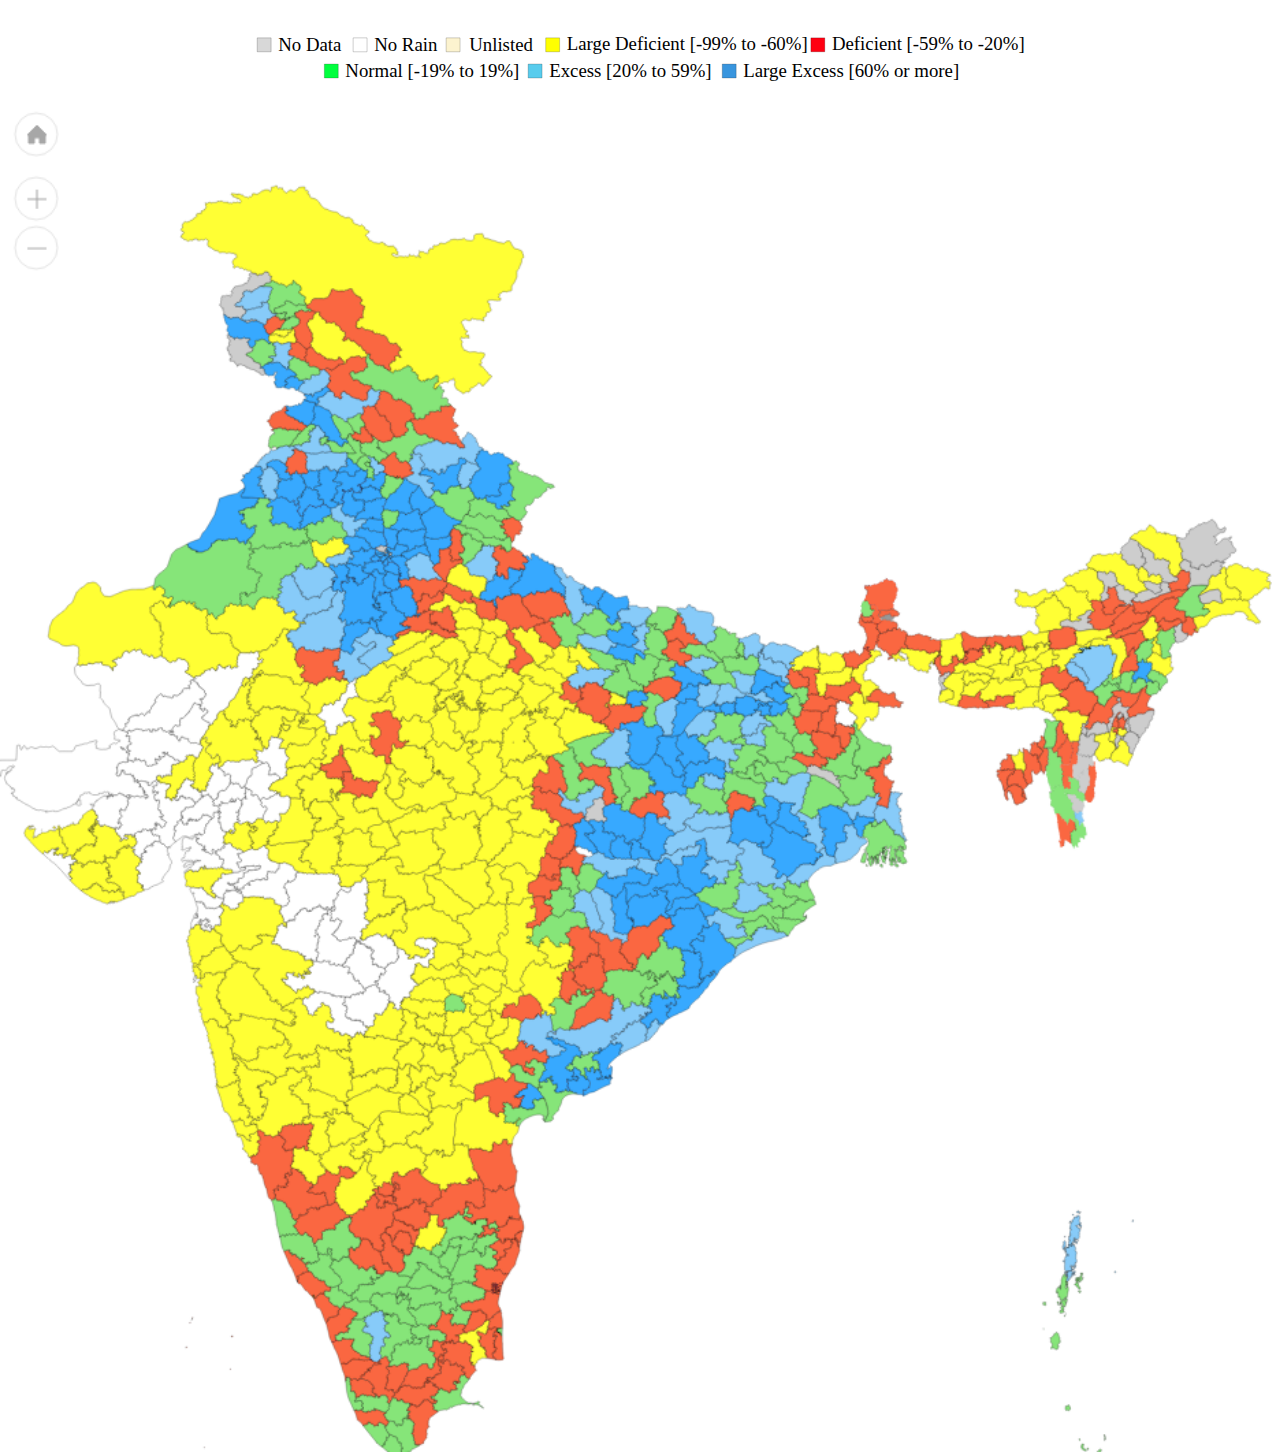 No Data No Rain Unlisted Large Deficient [-99% to -60%] Deficient [-59% to -20%]
Normal [-19% to 19%] Excess [20% to 59%] Large Excess [60% or more]